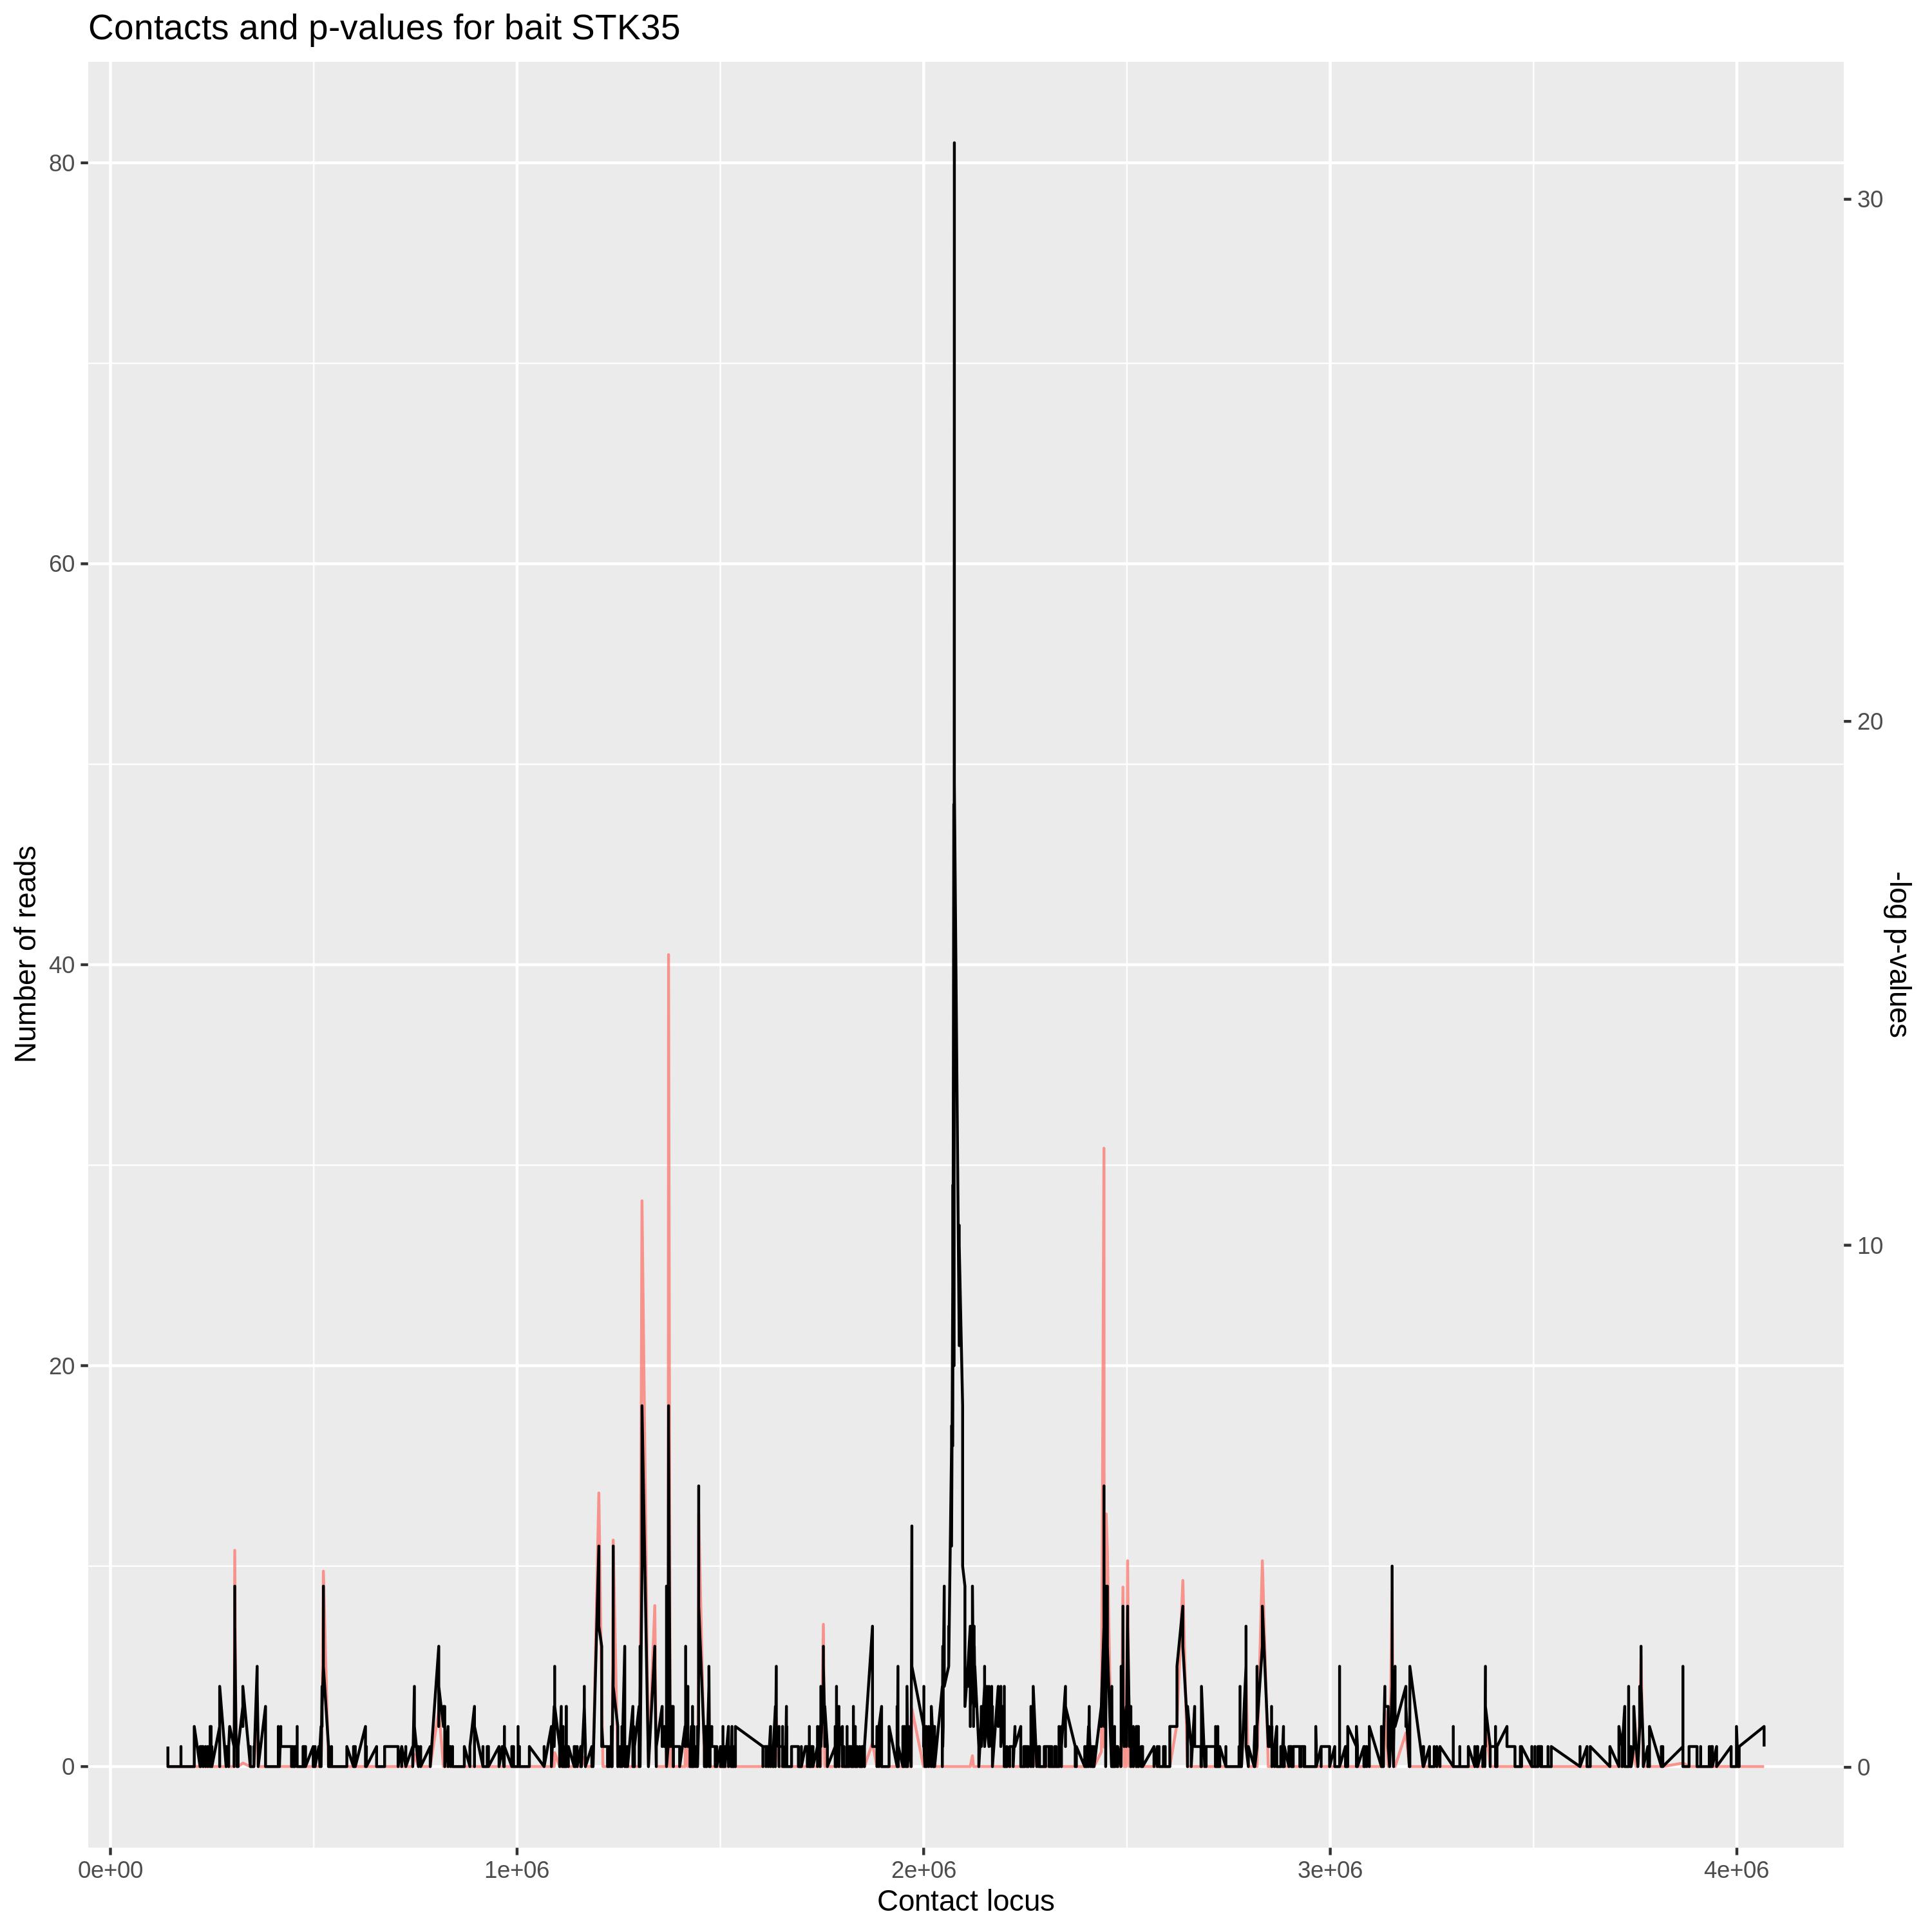 Contacts and p-values for bait STK35
80
60
40
20
0
30
20
10
0
Number of reads
-log p-values
0e+00 1e+06 2e+06 3e+06 4e+06
Contact locus